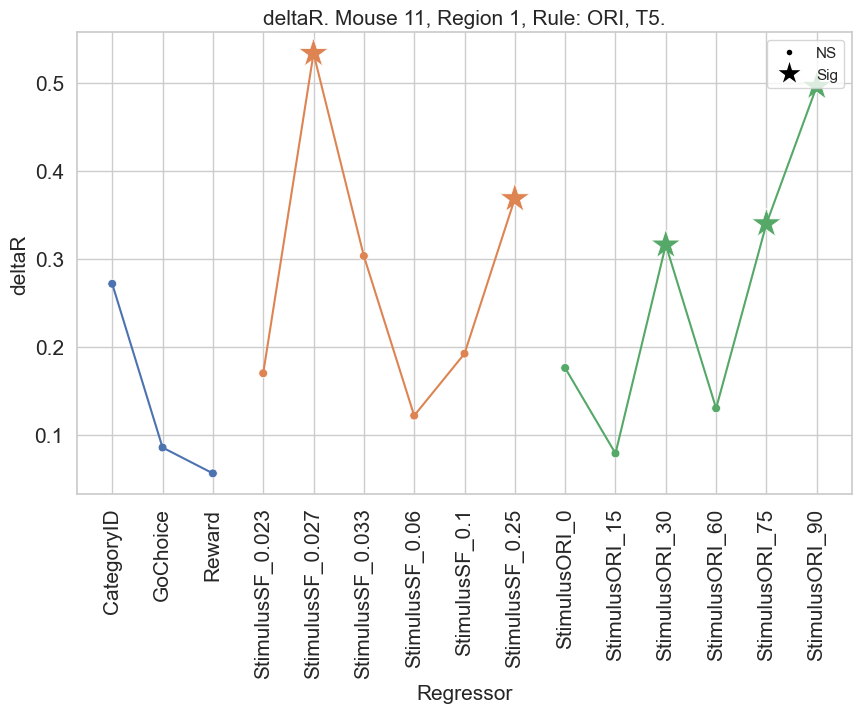 deltaR. Mouse 11, Region 1, Rule: ORI, T5.
NS
Sig
deltaR
0.5
0.4
0.3
0.2
0.1
CategoryID
GoChoice
Reward
StimulusSF_0.023
StimulusSF_0.027
StimulusSF_0.033
StimulusSF_0.06
StimulusSF_0.1
StimulusSF_0.25
StimulusORI_0
StimulusORI_15
StimulusORI_30
StimulusORI_60
StimulusORI_75
StimulusORI_90
Regressor